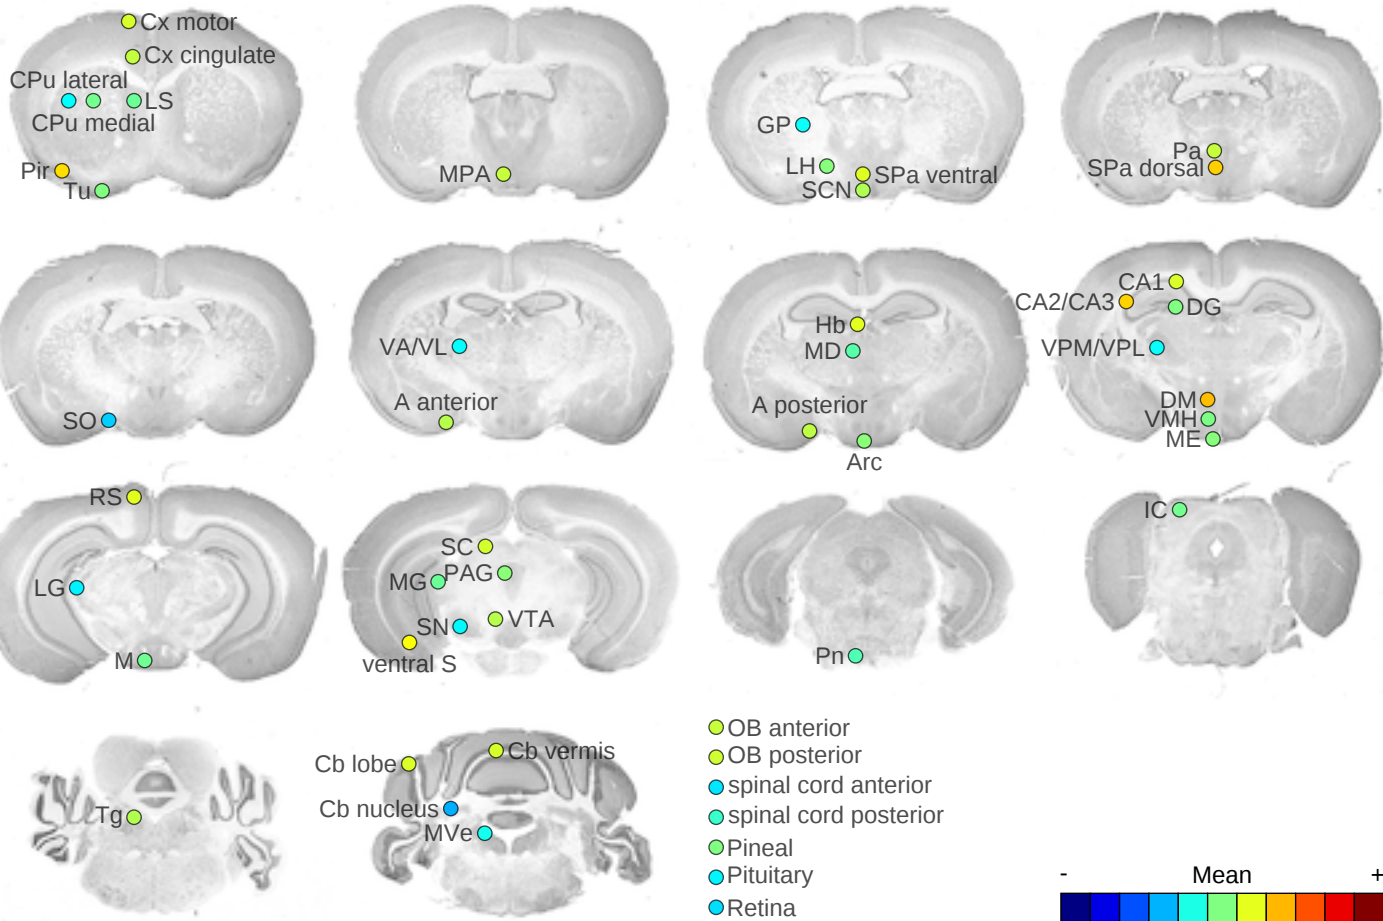 Cx motor
Cx cingulate
CPu lateral
LS
CPu medial
Pir
Tu
MPA
GP
LH
SPa ventral
SCN
Pa
SPa dorsal
SO
VA/VL
A anterior
Hb
MD
A posterior
Arc
CA1
CA2/CA3
DG
VPM/VPL
DM
VMH
ME
RS
LG
M
SC
MG
PAG
SN
VTA
ventral S
Pn
IC
Tg
Cb lobe
Cb vermis
Cb nucleus
MVe
OB anterior
OB posterior
spinal cord anterior
spinal cord posterior
Pineal
Pituitary
Retina
- Mean +